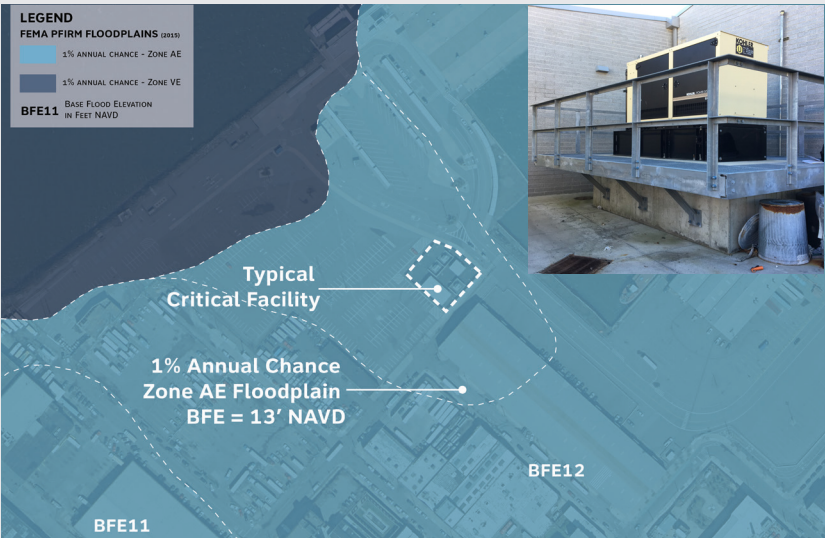 LEGEND
FEMA PFIRM FLOODPLAINS (2015)
1% ANNUAL CHANCE - ZONE AE
1% ANNUAL CHANCE - ZONE VE
BFE11 BASE FLOOD ELEVATION
IN FEET NAVD
KOHLER
Typical
Critical Facility
1% Annual Chance
Zone AE Floodplain
BFE = 13’ NAVD
BFE12
BFE11